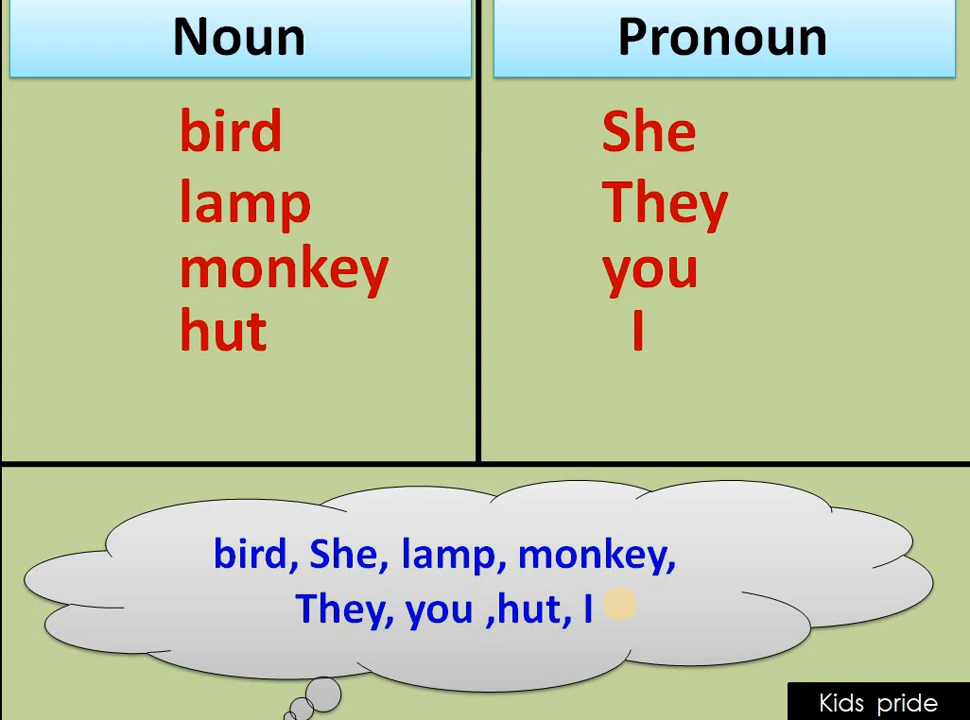 Noun
bird
lamp
monkey
hut
Pronoun
She
They
you
I
bird, She, lamp, monkey,
They, you ,hut, I
Kids pride